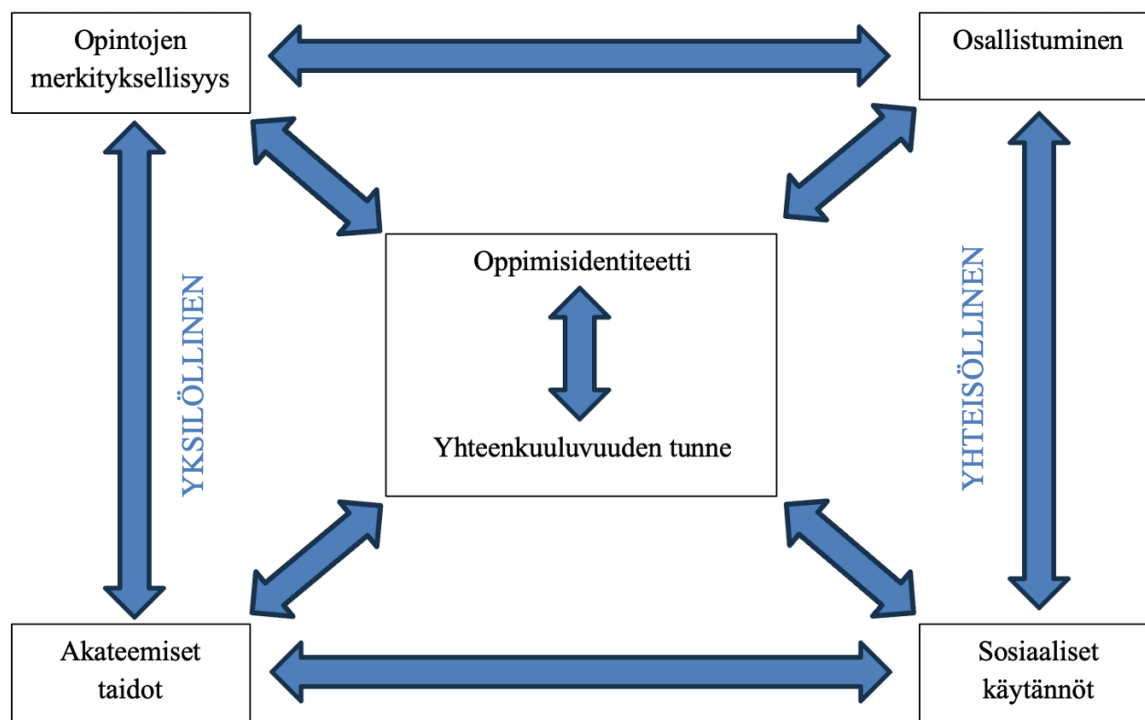 Opintojen
merkityksellisyys
Osallistuminen
Oppimisidentiteetti
YKSILÖLLINEN
YHTEISÖLLINEN
Yhteenkuuluvuuden tunne
Akateemiset
taidot
Sosiaaliset
käytännöt